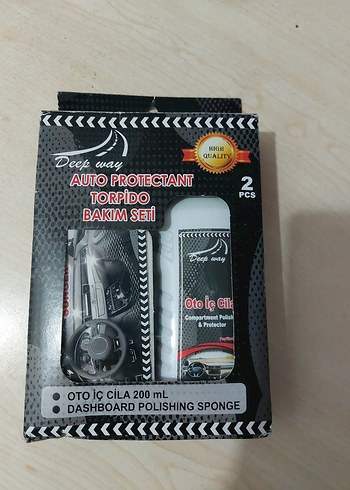 Deep way
HIGH
QUALITY
AUTO PROTECTANT
TORPİDO
BAKIM SETİ
2
PCS
Deep way
Oto İç Cila
Compartment Polish
& Protector
OTO İÇ CİLA 200 mL
DASHBOARD POLISHING SPONGE